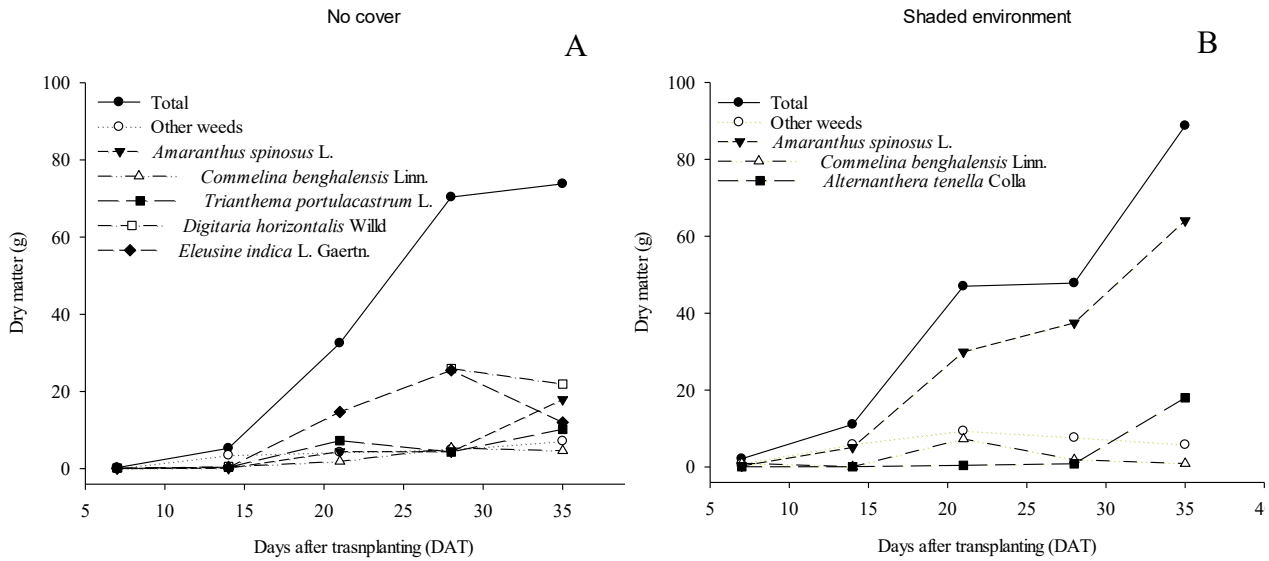 No cover
A
100
80
60
40
20
0
Dry matter (g)
Total
Other weeds
Amaranthus spinosus L.
Commelina benghalensis Linn.
Trianthema portulacastrum L.
Digitaria horizontalis Willd
Eleusine indica L. Gaertn.
5 10 15 20 25 30 35
Days after trasnplanting (DAT)
Shaded environment
B
100
80
60
40
20
0
Dry matter (g)
Total
Other weeds
Amaranthus spinosus L.
Commelina benghalensis Linn.
Alternanthera tenella Colla
5 10 15 20 25 30 35 40
Days after transplanting (DAT)